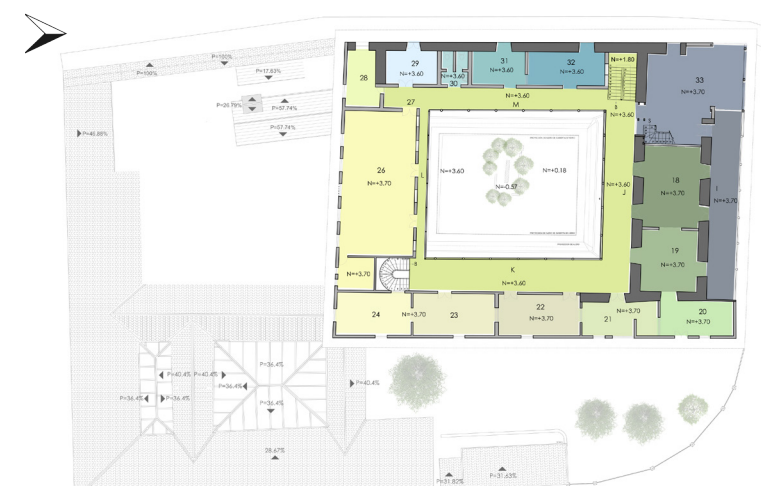 P=100%
P=100%
P=17.83%
P=26.79%
P=57.74%
P=57.74%
P=46.88%
28
29
N=+3.60
N=+3.60
30
31
N=+3.60
32
N=+3.60
N=+1.80
33
N=+3.70
27
N=+3.60
M
B
N=+3.60
26
N=+3.70
L
N=+3.60
N=-0.57
N=+0.18
N=+3.60
J
18
N=+3.70
I
N=+3.70
19
N=+3.70
K
N=+3.60
N=+3.70
24
N=+3.70
23
22
N=+3.70
21
N=+3.70
20
N=+3.70
P=36.4%
P=40.4%
P=40.4%
P=36.4%
P=40.4%
P=36.4%
P=36.4%
P=36.4%
28.67%
P=31.82%
P=31.63%